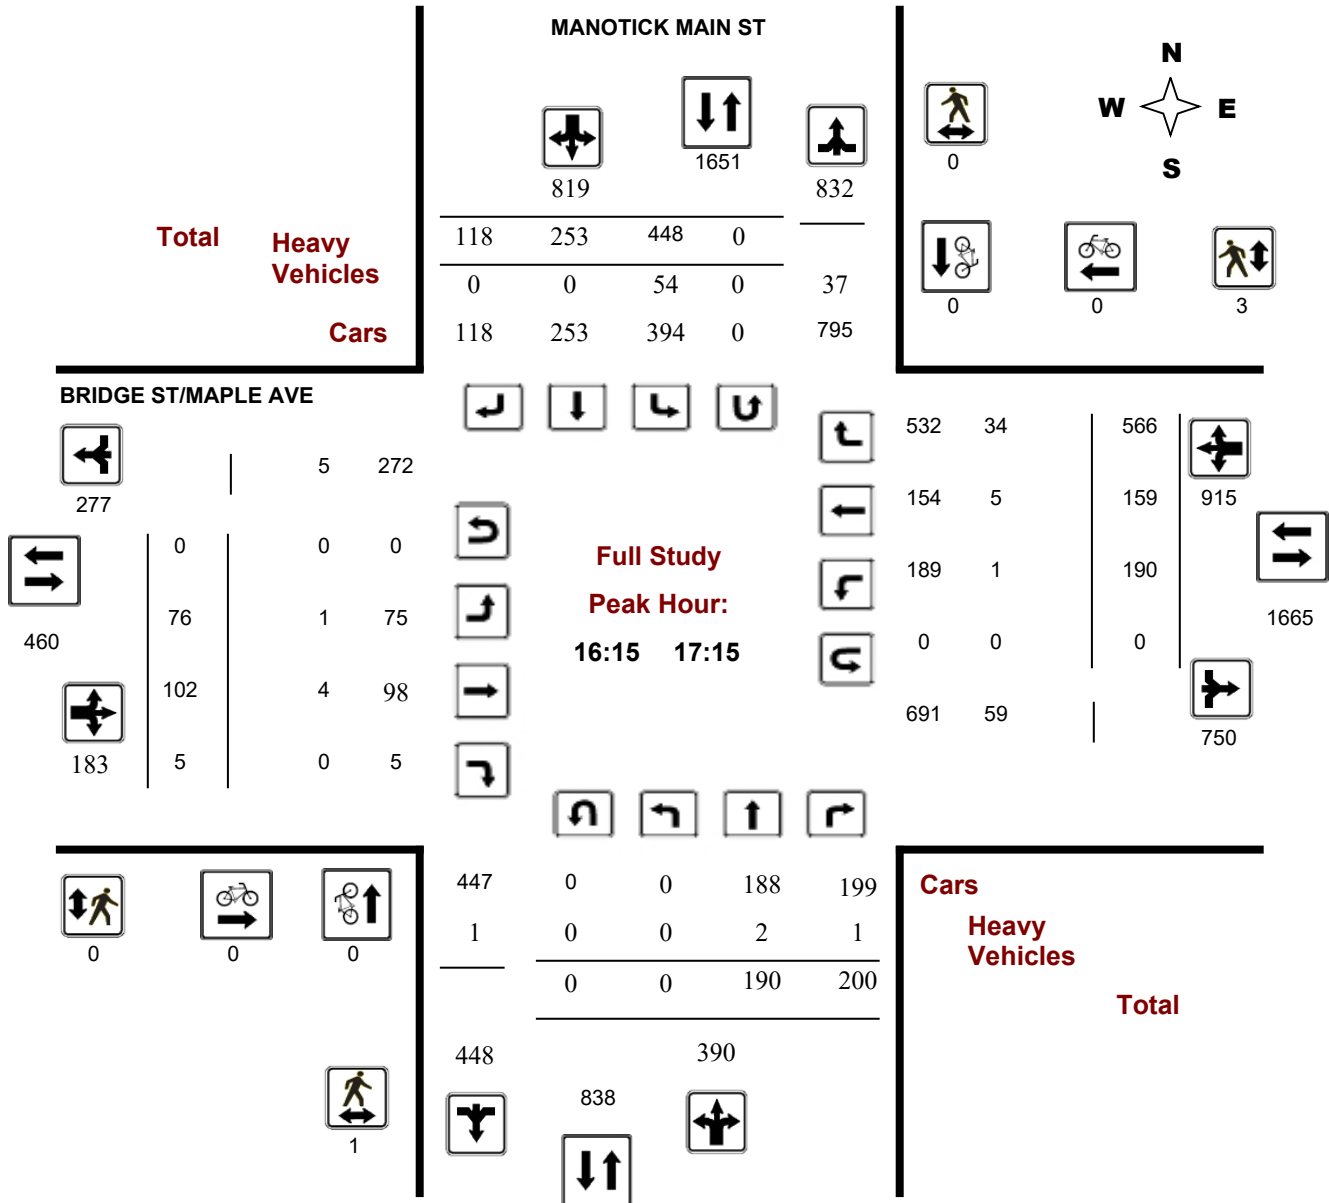 MANOTICK MAIN ST
N
W E
S
1651
0
819 832
Total Heavy Vehicles
118 253 448 0
0 0 54 0 37
Cars 118 253 394 0 795
0 0 3
BRIDGE ST/MAPLE AVE
532 34 566
5 272
277
154 5 159 915
0 0 0
Full Study
189 1 190
Peak Hour:
76 1 75
1665
460
16:15 17:15
0 0 0
102 4 98
691 59
750
183 5 0 5
447 0 0 188 199
Cars
1 0 0 2 1
Heavy Vehicles
0 0 0
0 0 190 200
Total
448 390
838
1